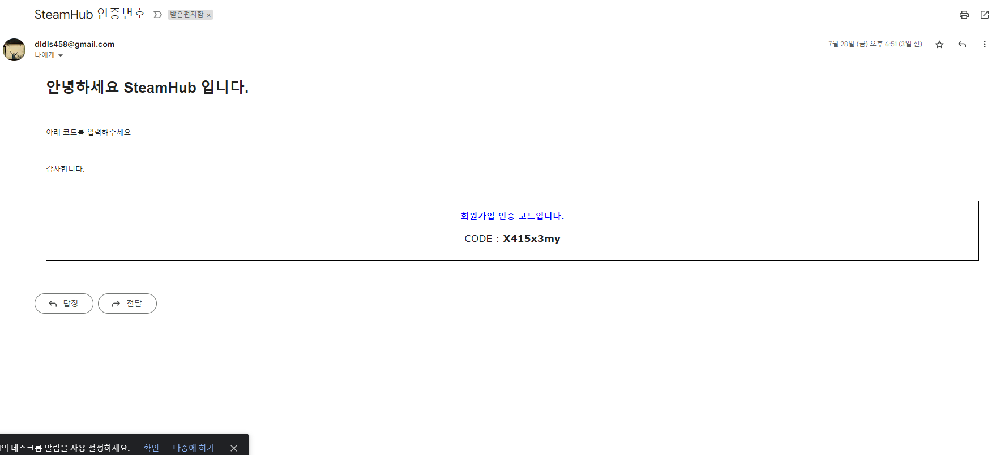 SteamHub 인증번호 받은편지함 ×
dldls458@gmail.com
7월 28일 (금) 오후 6:51 (3일 전)
나에게
안녕하세요 SteamHub 입니다.
아래 코드를 입력해주세요
감사합니다.
회원가입 인증 코드입니다.
CODE : X415x3my
답장 전달
의 데스크톱 알림을 사용 설정하세요. 확인 나중에 하기